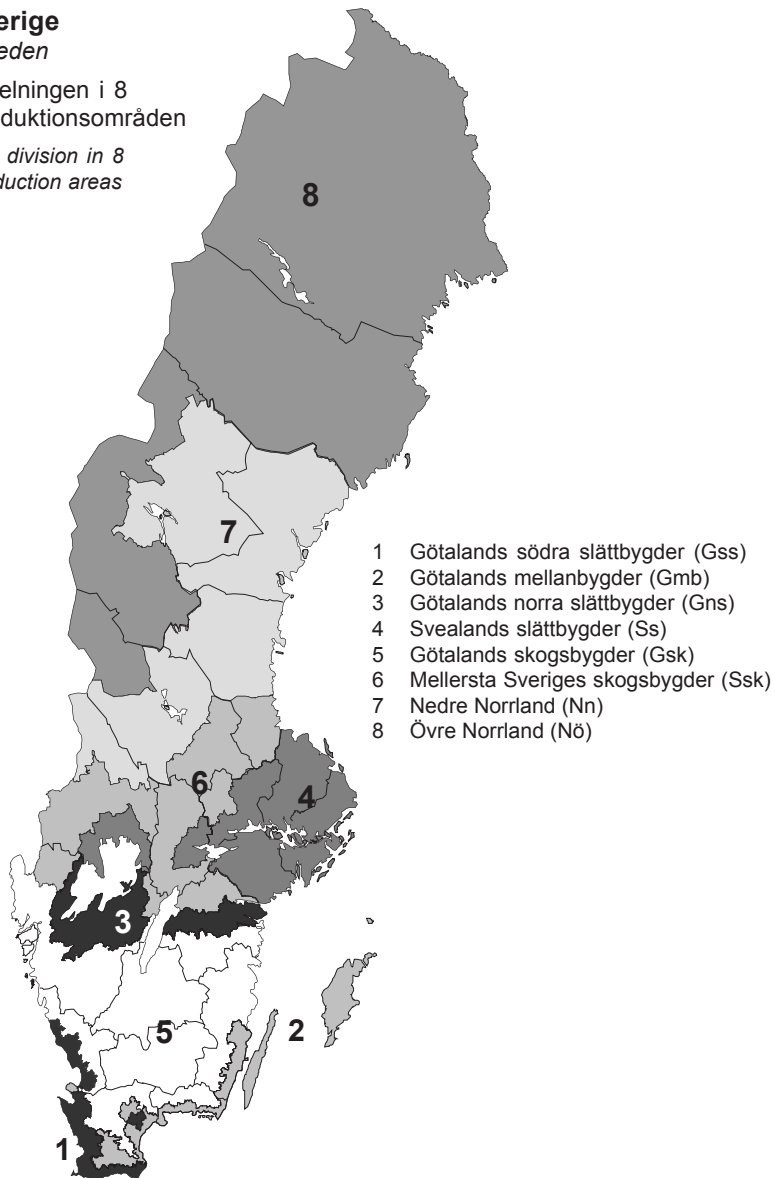 erige
eden
elningen i 8
duktionsområden
division in 8
duction areas
8
7
1 Götalands södra slättbygder (Gss)
2 Götalands mellanbygder (Gmb)
3 Götalands norra slättbygder (Gns)
4 Svealands slättbygder (Ss)
5 Götalands skogsbygder (Gsk)
6 Mellersta Sveriges skogsbygder (Ssk)
7 Nedre Norrland (Nn)
8 Övre Norrland (Nö)
6
4
3
5
2
1